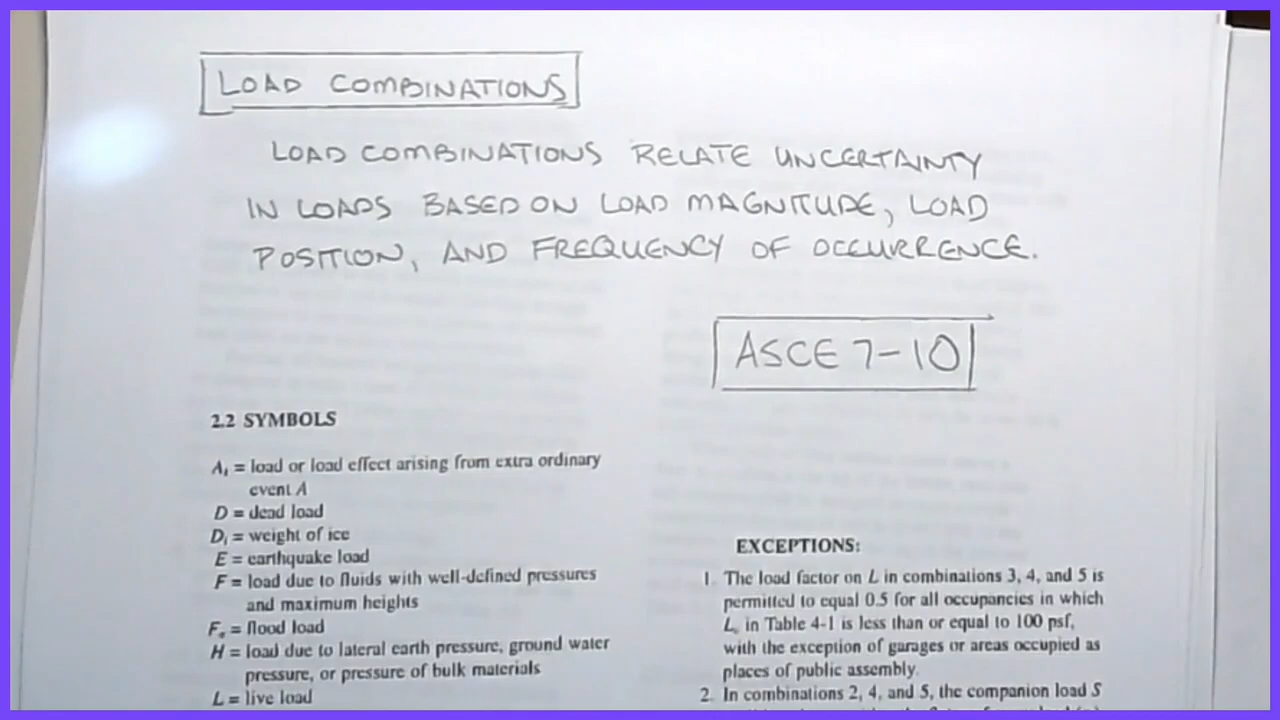 LOAD COMBINATIONS
LOAD COMBINATIONS RELATE UNCERTAINTY
IN LOADS BASED ON LOAD MAGNITUDE, LOAD
POSITION, AND FREQUENCY OF OCCURRENCE.
ASCE 7-10
2.2 SYMBOLS
Aₖ = load or load effect arising from extra ordinary
event A
D = dead load
Dᵢ = weight of ice
E = earthquake load
F = load due to fluids with well-defined pressures
and maximum heights
Fₐ = flood load
H = load due to lateral earth pressure, ground water
pressure, or pressure of bulk materials
L = live load
EXCEPTIONS:
1. The load factor on L in combinations 3, 4, and 5 is
permitted to equal 0.5 for all occupancies in which
Lₒ in Table 4-1 is less than or equal to 100 psf,
with the exception of garages or areas occupied as
places of public assembly.
2. In combinations 2, 4, and 5, the companion load S